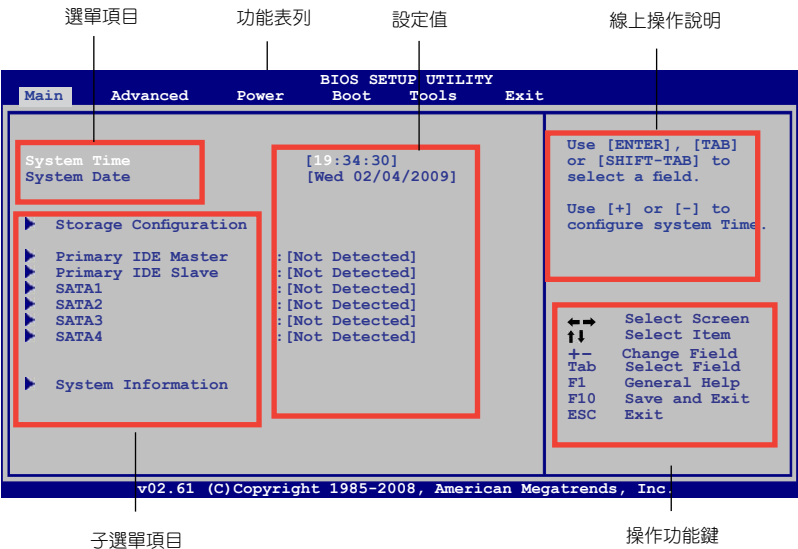 選單項目 功能表列 設定值 線上操作說明
BIOS SETUP UTILITY
Main Advanced Power Boot Tools Exit
System Time [19:34:30]
System Date [Wed 02/04/2009]
Storage Configuration
Primary IDE Master :[Not Detected]
Primary IDE Slave :[Not Detected]
SATA1 :[Not Detected]
SATA2 :[Not Detected]
SATA3 :[Not Detected]
SATA4 :[Not Detected]
System Information
Use [ENTER], [TAB]
or [SHIFT-TAB] to
select a field.
Use [+] or [-] to
configure system Time.
←→ Select Screen
↑↓ Select Item
+- Change Field
Tab Select Field
F1 General Help
F10 Save and Exit
ESC Exit
v02.61 (C)Copyright 1985-2008, American Megatrends, Inc.
子選單項目 操作功能鍵